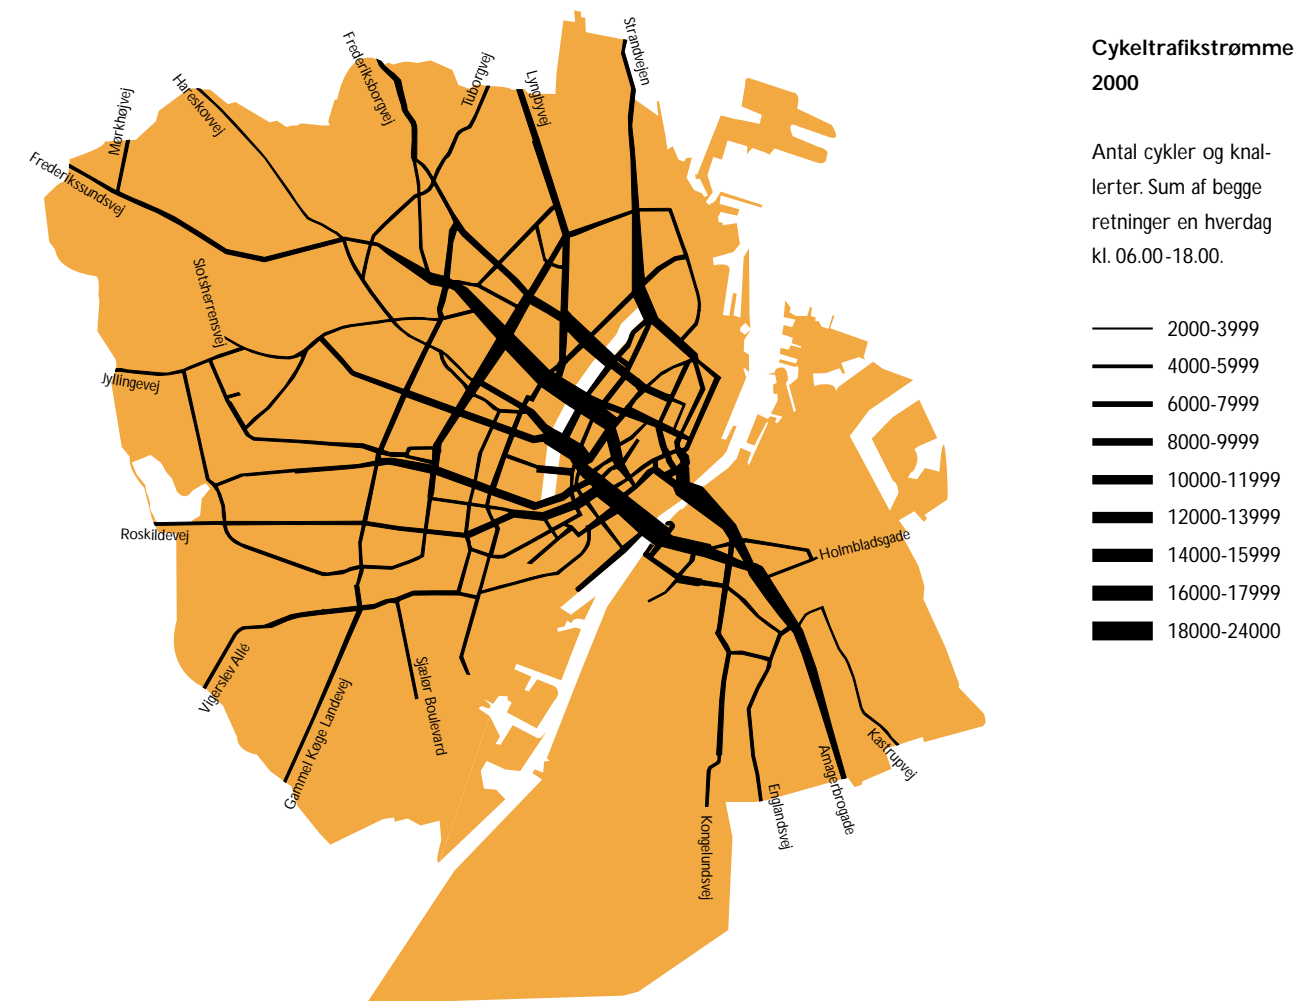 Cykeltrafikstrømme
2000
Antal cykler og knal-
lerter. Sum af begge
retninger en hverdag
kl. 06.00-18.00.
2000-3999
4000-5999
6000-7999
8000-9999
10000-11999
12000-13999
14000-15999
16000-17999
18000-24000
Strandvejen
Frederiksborgvej
Tuborgvej
Lyngbyvej
Hareskovvej
Mørkhøjvej
Frederikssundsvej
Slotsherrensvej
Jyllingevej
Roskildevej
Holmbladsgade
Vigerslev Allé
Sjælør Boulevard
Gammel Køge Landevej
Kastrupvej
Amagerbrogade
Englandsvej
Kongelundsvej